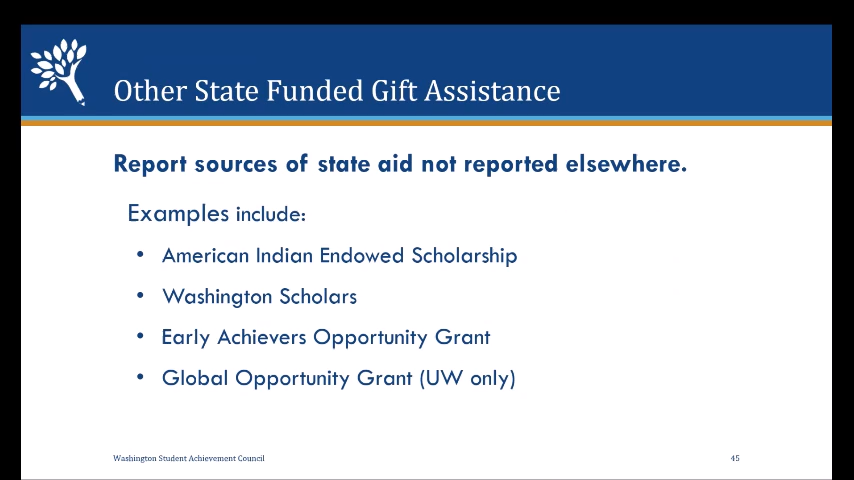 Other State Funded Gift Assistance
Report sources of state aid not reported elsewhere.
Examples include:
• American Indian Endowed Scholarship
• Washington Scholars
• Early Achievers Opportunity Grant
• Global Opportunity Grant (UW only)
Washington Student Achievement Council
45